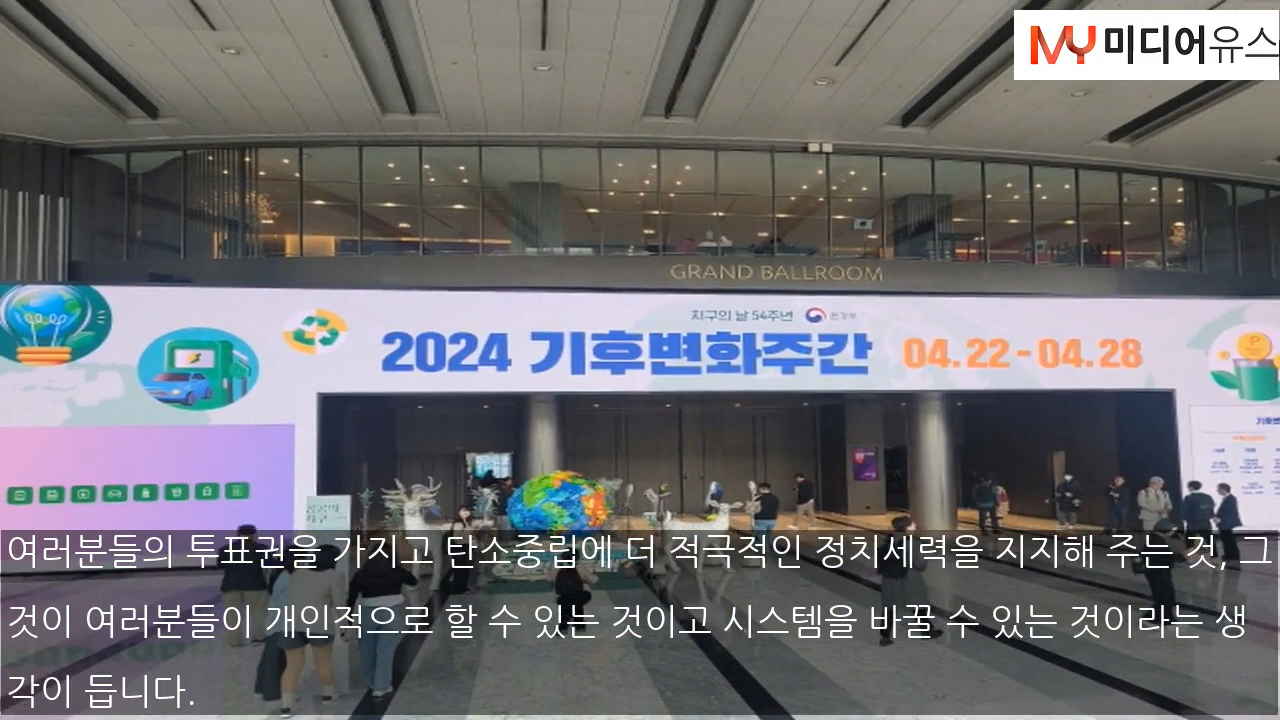 MY 미디어유스
GRAND BALLROOM
지구의 날 54주년 환경부
2024 기후변화주간 04.22-04.28
여러분들의 투표권을 가지고 탄소중립에 더 적극적인 정치세력을 지지해 주는 것, 그
것이 여러분들이 개인적으로 할 수 있는 것이고 시스템을 바꿀 수 있는 것이라는 생
각이 듭니다.